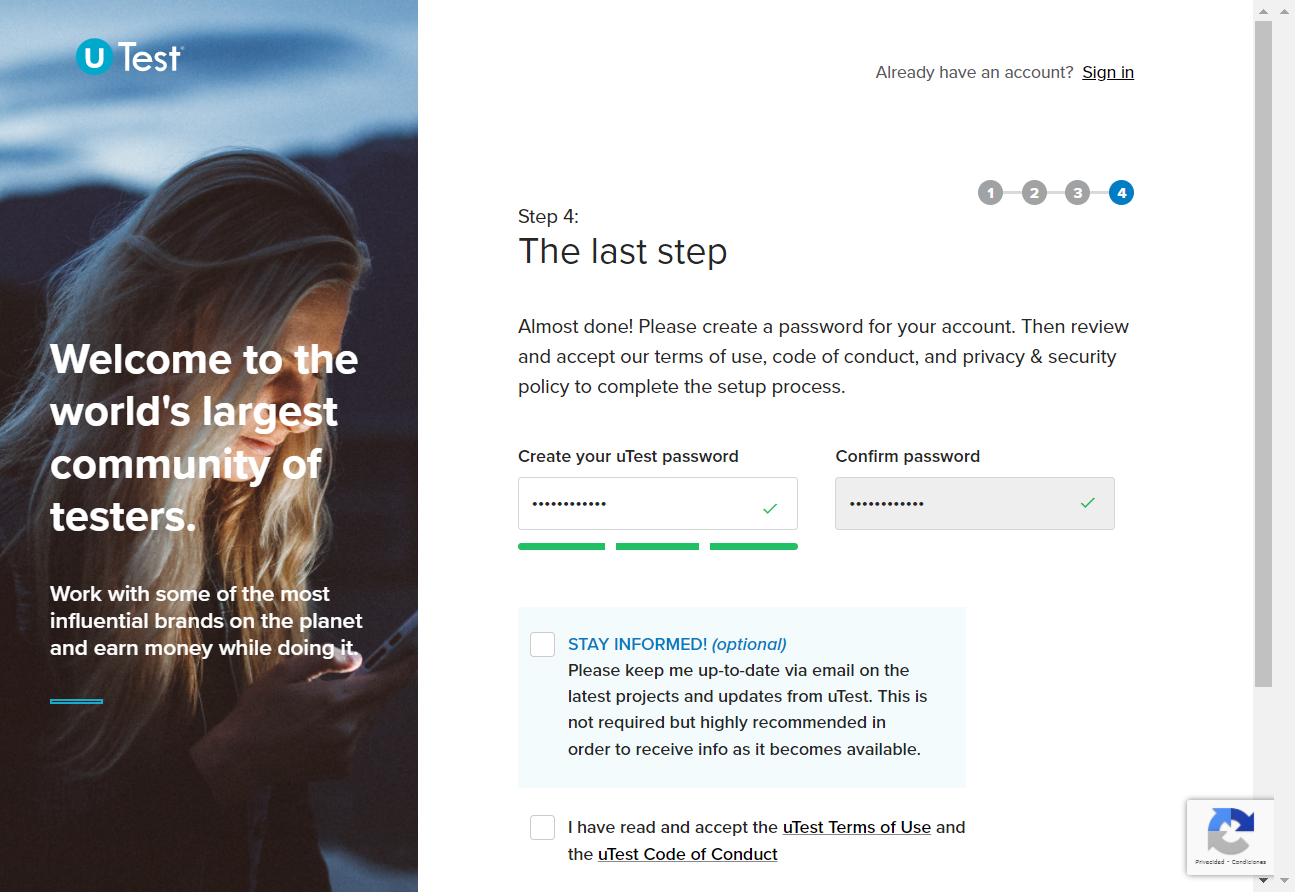 U Test
Already have an account? Sign in
1 2 3 4
Step 4:
The last step
Welcome to the
world's largest
community of
testers.
Work with some of the most
influential brands on the planet
and earn money while doing it.
Almost done! Please create a password for your account. Then review
and accept our terms of use, code of conduct, and privacy & security
policy to complete the setup process.
Create your uTest password
Confirm password
••••••••••••
••••••••••••
STAY INFORMED! (optional)
Please keep me up-to-date via email on the
latest projects and updates from uTest. This is
not required but highly recommended in
order to receive info as it becomes available.
I have read and accept the uTest Terms of Use and
the uTest Code of Conduct
Privacidad - Condiciones